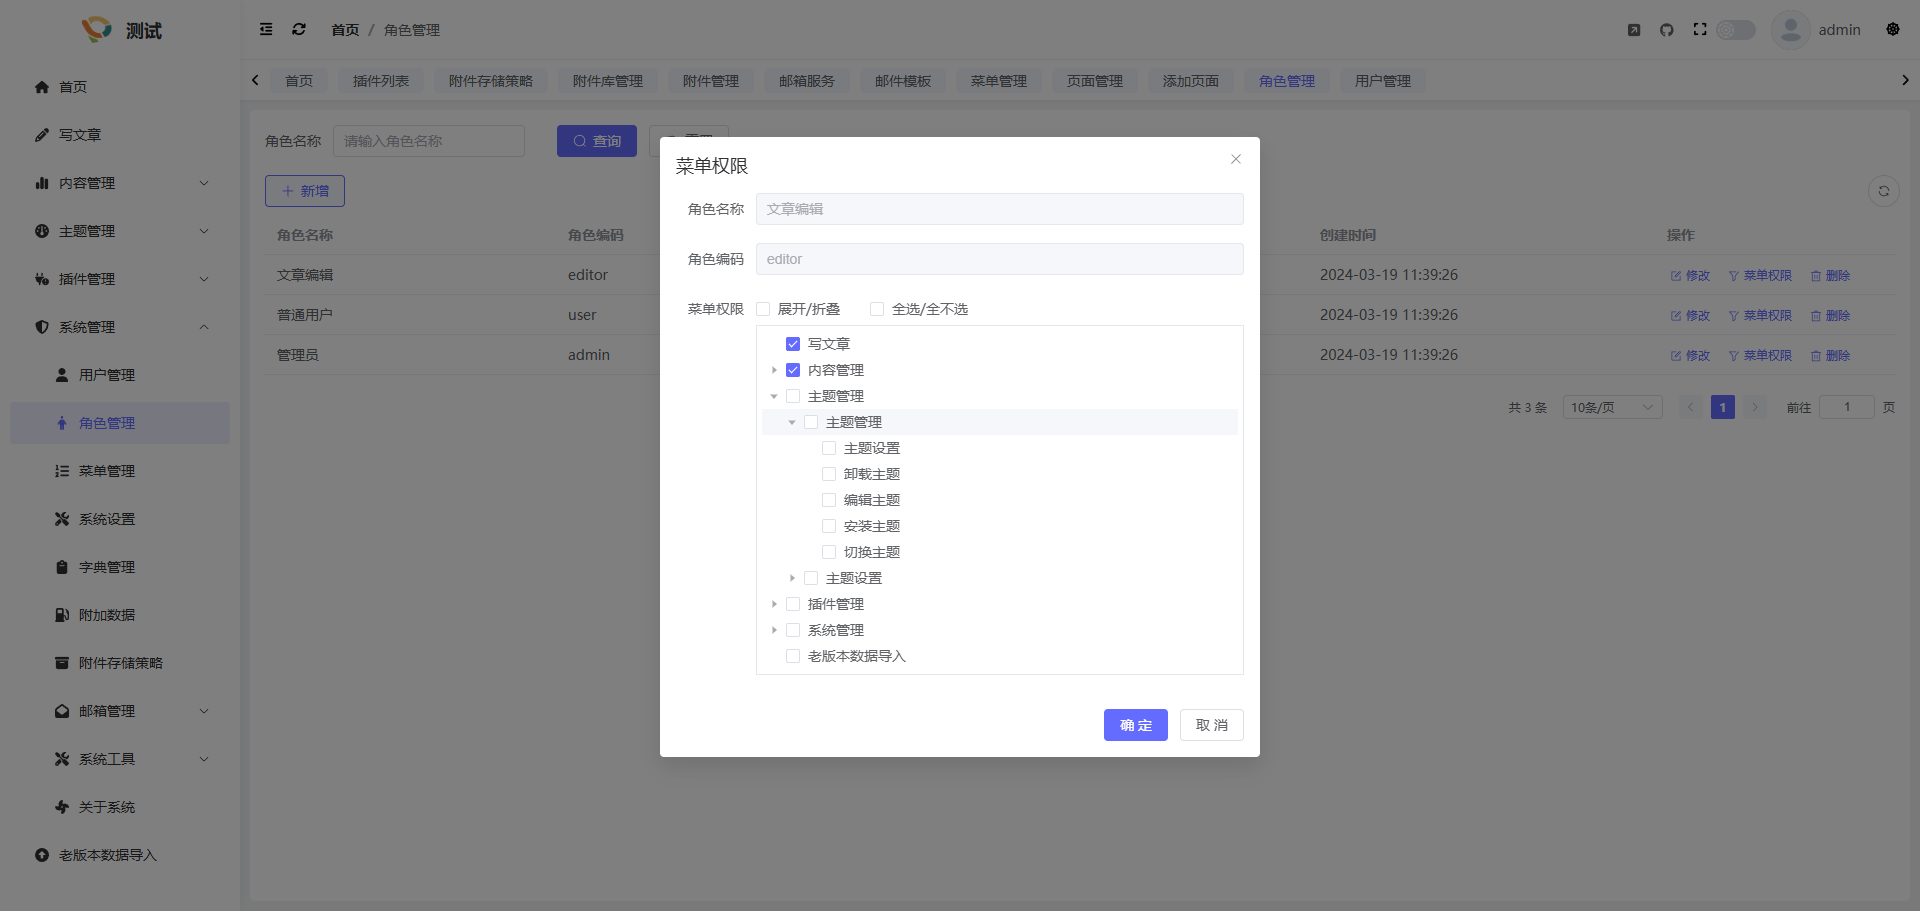 测试
首页 / 角色管理
admin
首页 插件列表 附件存储策略 附件库管理 附件管理 邮箱服务 邮件模板 菜单管理 页面管理 添加页面 角色管理 用户管理
首页
写文章
内容管理
主题管理
插件管理
系统管理
用户管理
角色管理
菜单管理
系统设置
字典管理
附加数据
附件存储策略
邮箱管理
系统工具
关于系统
老版本数据导入
角色名称 请输入角色名称 查询
新增
角色名称 角色编码 创建时间 操作
文章编辑 editor 2024-03-19 11:39:26 修改 菜单权限 删除
普通用户 user 2024-03-19 11:39:26 修改 菜单权限 删除
管理员 admin 2024-03-19 11:39:26 修改 菜单权限 删除
共 3 条 10条/页 1 前往 1 页
菜单权限
角色名称 文章编辑
角色编码 editor
菜单权限 展开/折叠 全选/全不选
写文章
内容管理
主题管理
主题管理
主题设置
卸载主题
编辑主题
安装主题
切换主题
主题设置
插件管理
系统管理
老版本数据导入
确 定 取 消